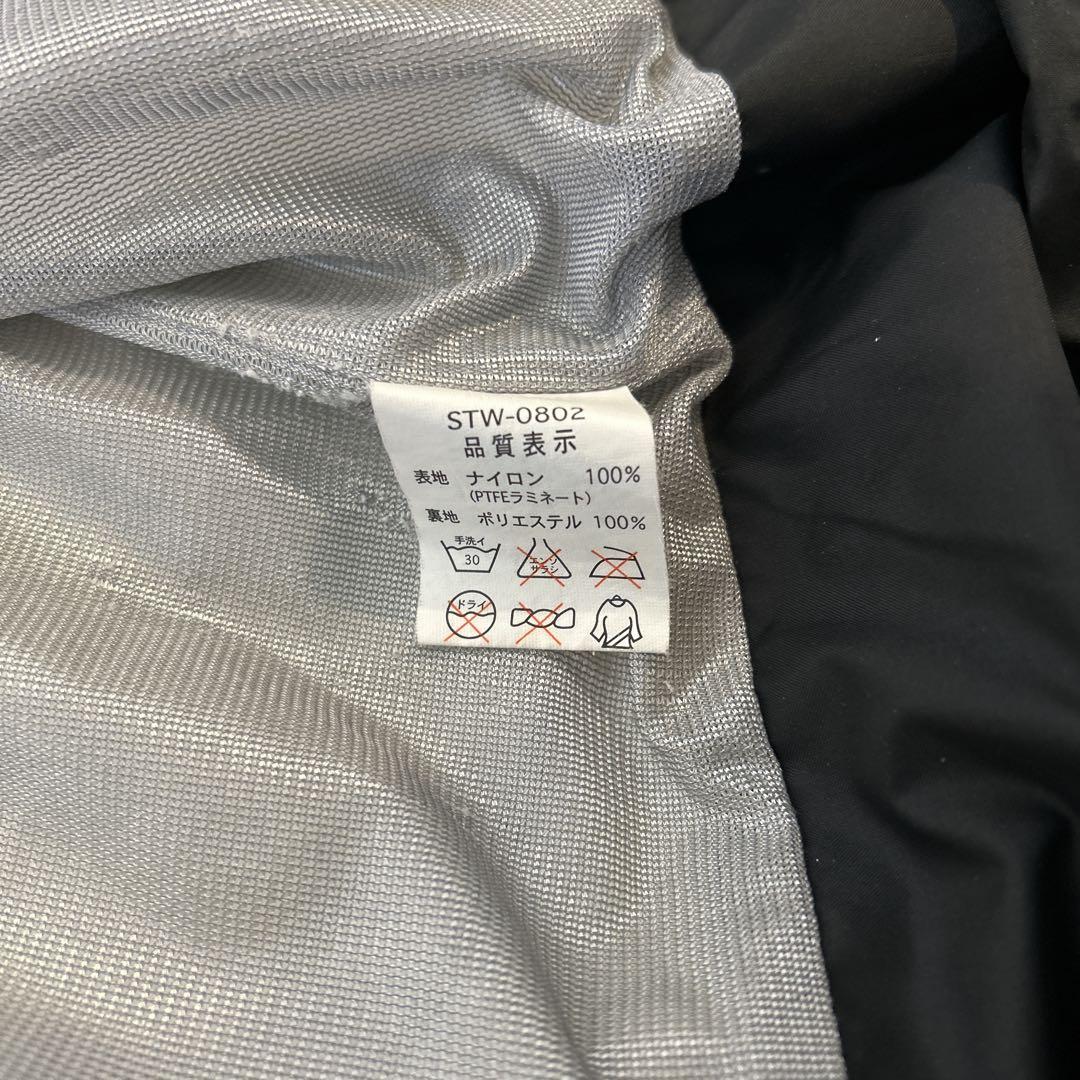 STW-0802
品質表示
表地 ナイロン 100%
(PTFEラミネート)
裏地 ポリエステル 100%
手洗イ
30
エンソ
サラシ
ドライ